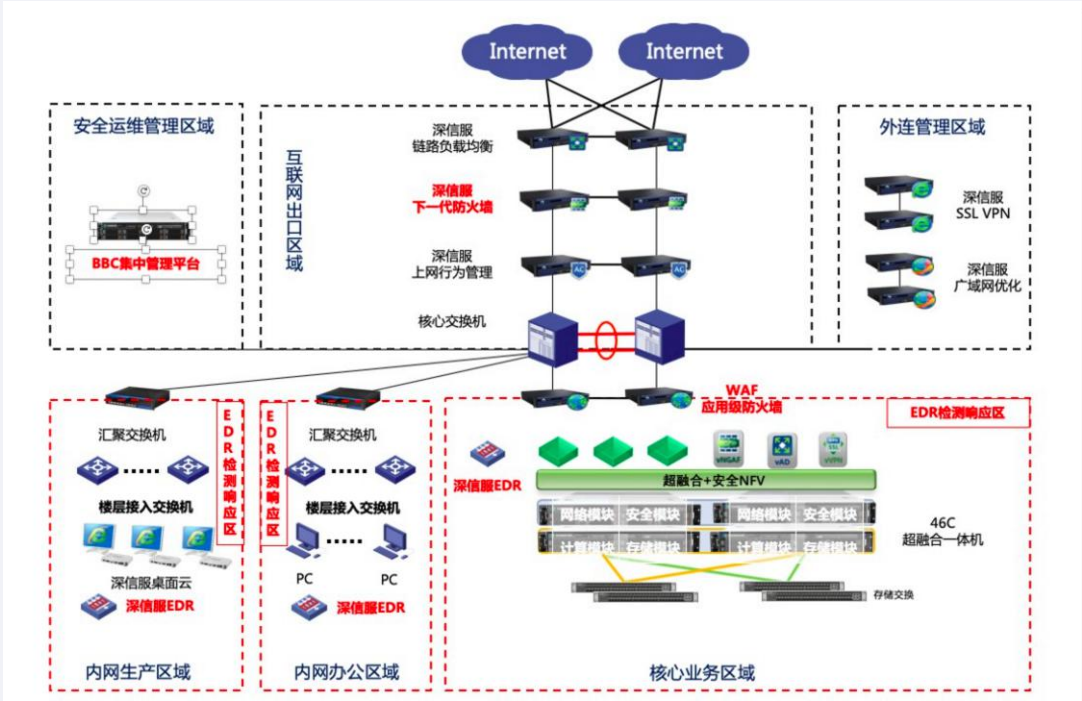 Internet
Internet
安全运维管理区域
BBC集中管理平台
互联网出口区域
深信服
链路负载均衡
深信服
下一代防火墙
深信服
上网行为管理
AC
AC
核心交换机
外连管理区域
深信服
SSL VPN
深信服
广域网优化
汇聚交换机
楼层接入交换机
深信服桌面云
深信服EDR
EDR检测响应区
内网生产区域
EDR检测响应区
汇聚交换机
楼层接入交换机
PC
PC
深信服EDR
内网办公区域
WAF
应用级防火墙
EDR检测响应区
深信服EDR
vNGAF
vAD
SSL
vVPN
超融合+安全NFV
网络模块
安全模块
网络模块
安全模块
计算模块
存储模块
计算模块
存储模块
46C
超融合一体机
存储交换
核心业务区域